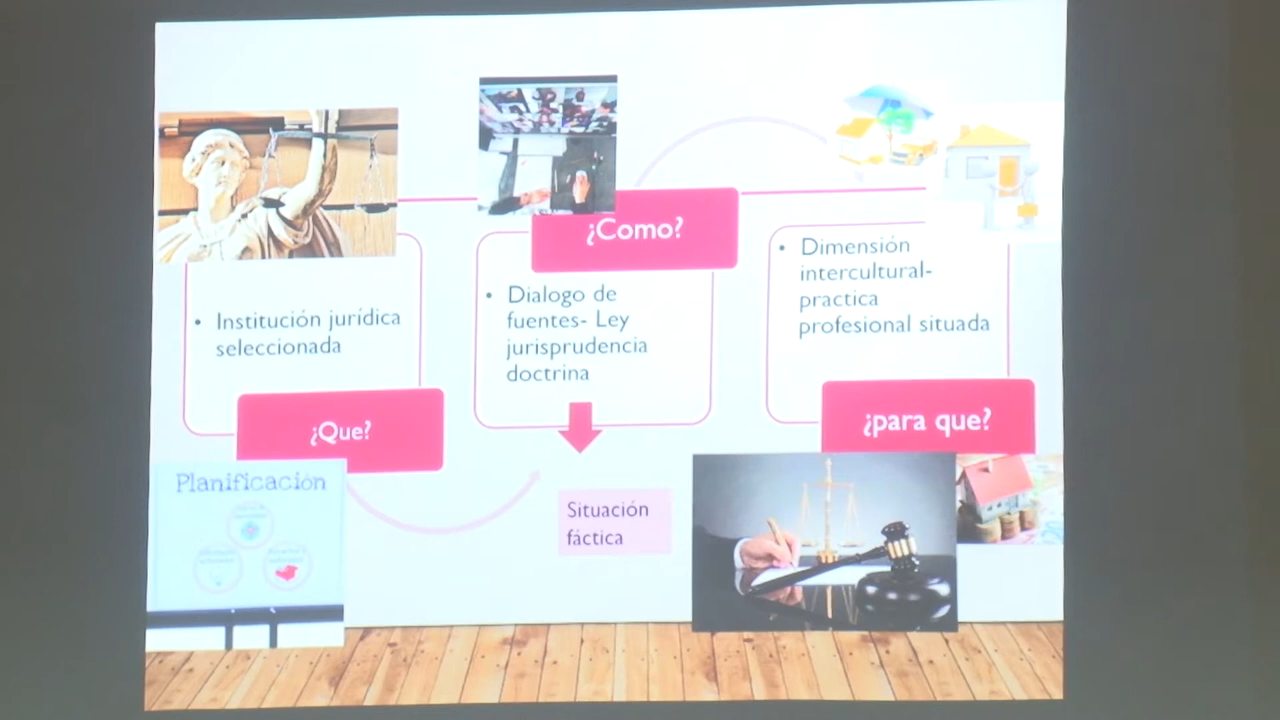 ¿Como?
• Dimensión
intercultural-
practica
profesional situada
• Dialogo de
fuentes- Ley
jurisprudencia
doctrina
• Institución jurídica
seleccionada
¿Que?
¿para que?
Planificación
Situación
fáctica